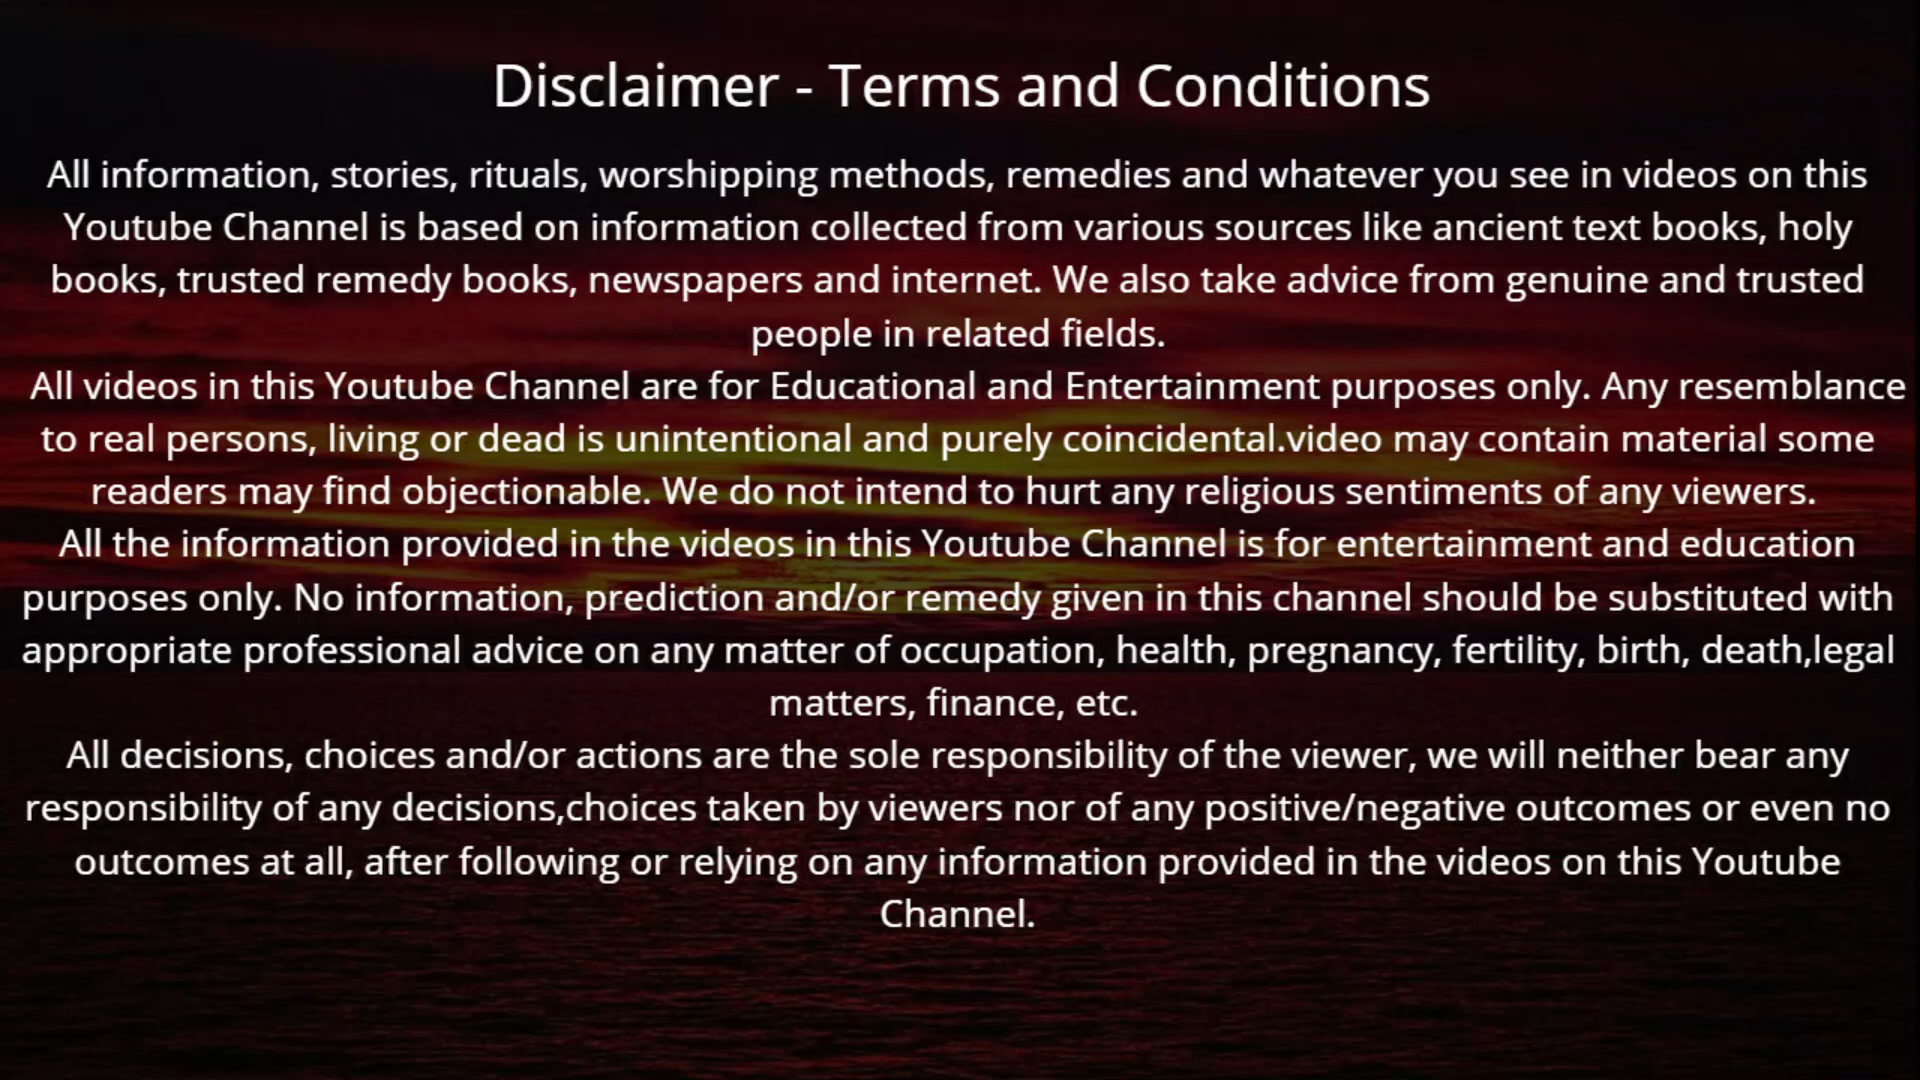 Disclaimer - Terms and Conditions
All information, stories, rituals, worshipping methods, remedies and whatever you see in videos on this
Youtube Channel is based on information collected from various sources like ancient text books, holy
books, trusted remedy books, newspapers and internet. We also take advice from genuine and trusted
people in related fields.
All videos in this Youtube Channel are for Educational and Entertainment purposes only. Any resemblance
to real persons, living or dead is unintentional and purely coincidental.video may contain material some
readers may find objectionable. We do not intend to hurt any religious sentiments of any viewers.
All the information provided in the videos in this Youtube Channel is for entertainment and education
purposes only. No information, prediction and/or remedy given in this channel should be substituted with
appropriate professional advice on any matter of occupation, health, pregnancy, fertility, birth, death,legal
matters, finance, etc.
All decisions, choices and/or actions are the sole responsibility of the viewer, we will neither bear any
responsibility of any decisions,choices taken by viewers nor of any positive/negative outcomes or even no
outcomes at all, after following or relying on any information provided in the videos on this Youtube
Channel.